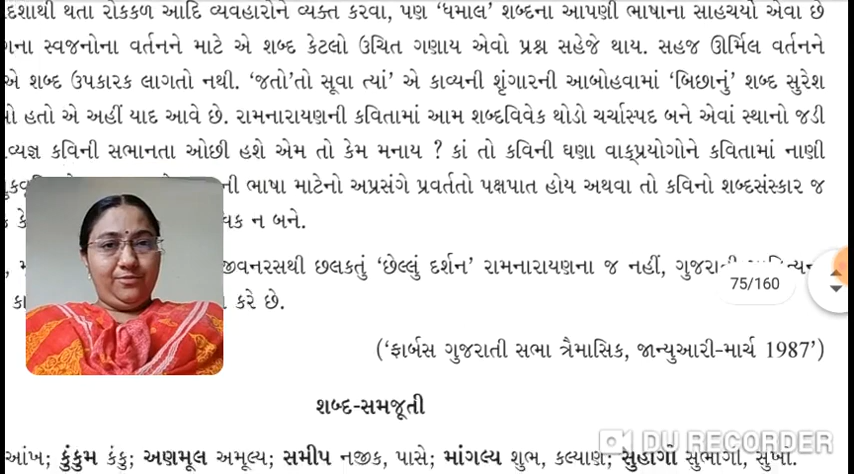 દશાથી થતા રોકકળ આદિ વ્યવહારોને વ્યક્ત કરવા, પણ ‘ધમાલ’ શબ્દના આપણી ભાષાના સાહચર્યો એવા છે
ગના સ્વજનોના વર્તનને માટે એ શબ્દ કેટલો ઉચિત ગણાય એવો પ્રશ્ન સહેજે થાય. સહજ ઊર્મિલ વર્તનને
એ શબ્દ ઉપકારક લાગતો નથી. ‘જતો’તો સૂવા ત્યાં’ એ કાવ્યની શૃંગારની આબોહવામાં ‘બિછાનું’ શબ્દ સુરેશ
હતો એ અહીં યાદ આવે છે. રામનારાયણની કવિતામાં આમ શબ્દવિવેક થોડો ચર્ચાસ્પદ બને એવાં સ્થાનો જડી
કવિની સભાનતા ઓછી હશે એમ તો કેમ મનાય ? કાં તો કવિની ઘણા વાક્પ્રયોગોને કવિતામાં નાણી
ની ભાષા માટેનો અપ્રસંગે પ્રવર્તતો પક્ષપાત હોય અથવા તો કવિનો શબ્દસંસ્કાર જ
ક ન બને.
જીવનરસથી છલકતું ‘છેલ્લું દર્શન’ રામનારાયણના જ નહીં,
75/160
કરે છે.
(‘ફાર્બસ ગુજરાતી સભા ત્રૈમાસિક, જાન્યુઆરી-માર્ચ 1987’)
શબ્દ-સમજૂતી
DU RECORDER
આંખ; કુંકુમ કંકુ; અણમૂલ અમૂલ્ય; સમીપ નજીક, પાસે; માંગલ્ય શુભ, કલ્યાણ; સુહાગી સુભાગી, સુખી.